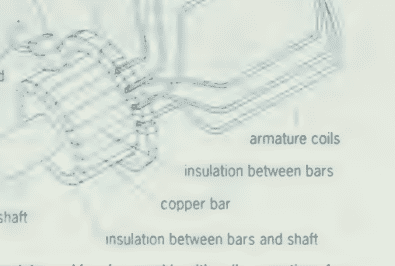 armature coils
insulation between bars
copper bar
shaft
insulation between bars and shaft